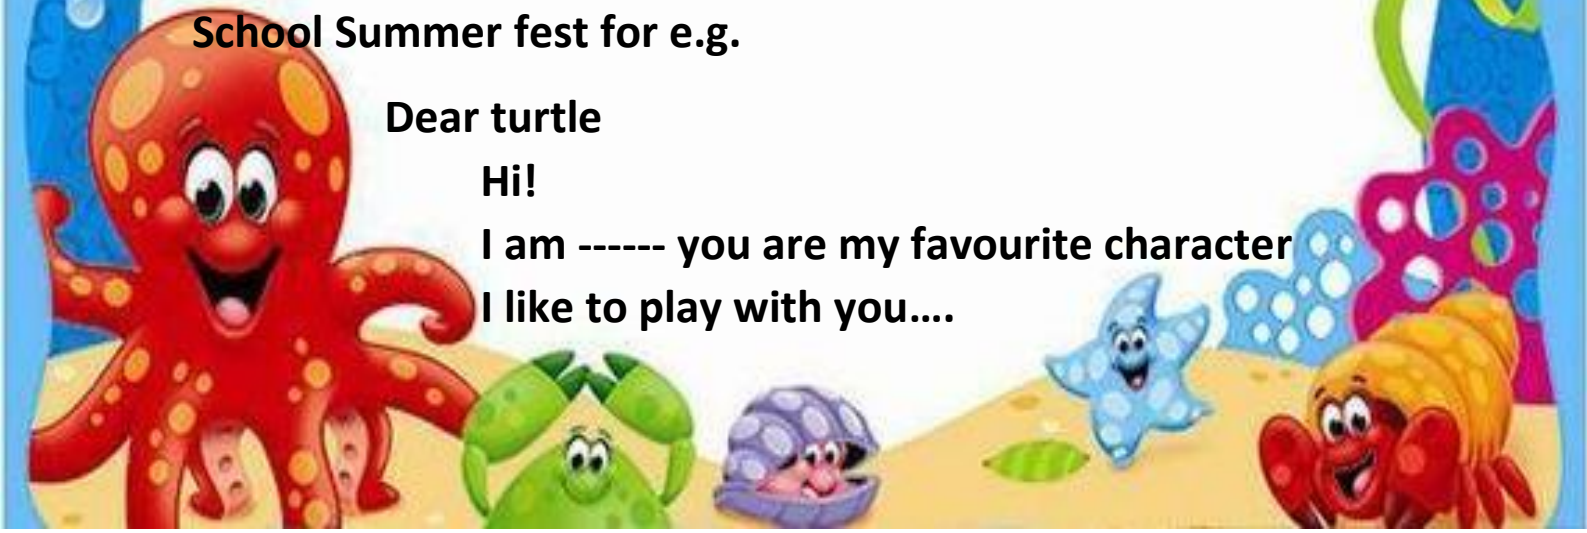 School Summer fest for e.g.
Dear turtle
Hi!
I am ------ you are my favourite character
I like to play with you....